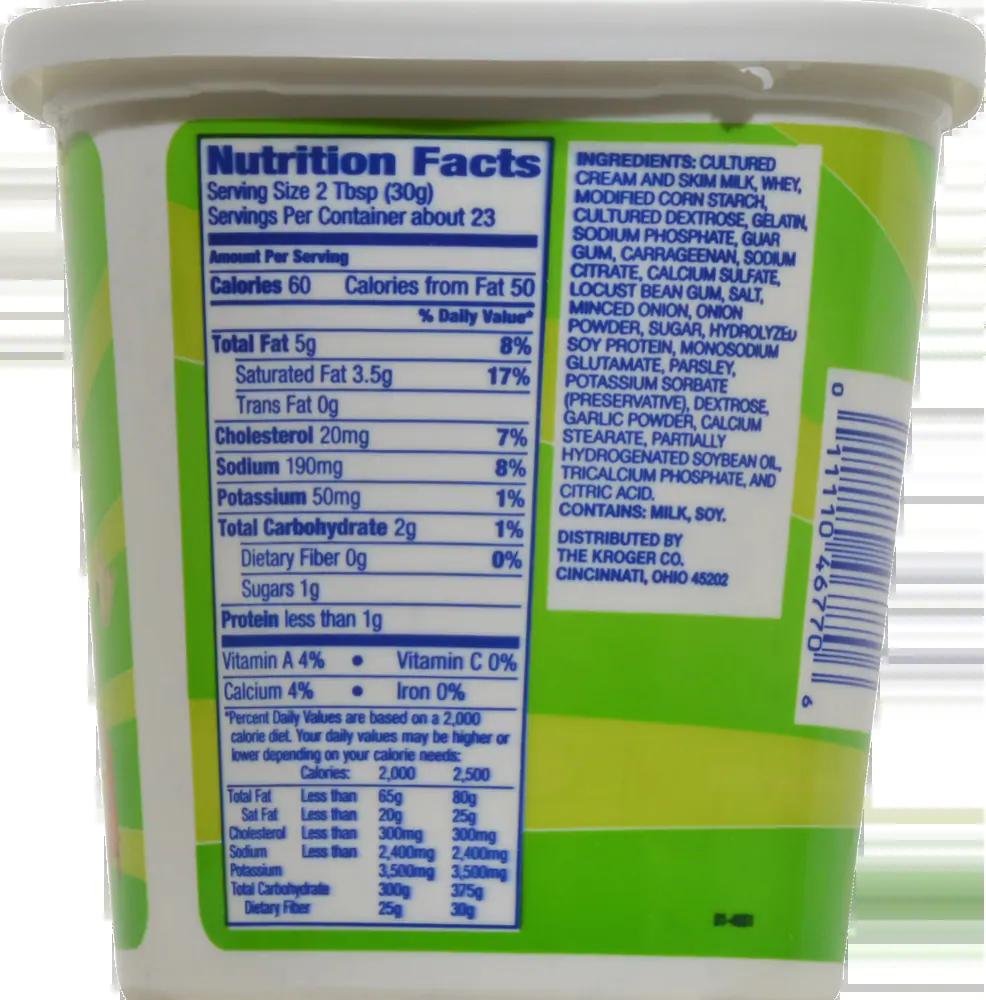 Nutrition Facts
Serving Size 2 Tbsp (30g)
Servings Per Container about 23
Amount Per Serving
Calories 60 Calories from Fat 50
% Daily Value*
Total Fat 5g 8%
Saturated Fat 3.5g 17%
Trans Fat 0g
Cholesterol 20mg 7%
Sodium 190mg 8%
Potassium 50mg 1%
Total Carbohydrate 2g 1%
Dietary Fiber 0g 0%
Sugars 1g
Protein less than 1g
Vitamin A 4% • Vitamin C 0%
Calcium 4% • Iron 0%
*Percent Daily Values are based on a 2,000
calorie diet. Your daily values may be higher or
lower depending on your calorie needs:
Calories: 2,000 2,500
Total Fat Less than 65g 80g
Sat Fat Less than 20g 25g
Cholesterol Less than 300mg 300mg
Sodium Less than 2,400mg 2,400mg
Potassium 3,500mg 3,500mg
Total Carbohydrate 300g 375g
Dietary Fiber 25g 30g
INGREDIENTS: CULTURED
CREAM AND SKIM MILK, WHEY,
MODIFIED CORN STARCH,
CULTURED DEXTROSE, GELATIN,
SODIUM PHOSPHATE, GUAR
GUM, CARRAGEENAN, SODIUM
CITRATE, CALCIUM SULFATE,
LOCUST BEAN GUM, SALT,
MINCED ONION, ONION
POWDER, SUGAR, HYDROLYZED
SOY PROTEIN, MONOSODIUM
GLUTAMATE, PARSLEY,
POTASSIUM SORBATE
(PRESERVATIVE), DEXTROSE,
GARLIC POWDER, CALCIUM
STEARATE, PARTIALLY
HYDROGENATED SOYBEAN OIL,
TRICALCIUM PHOSPHATE, AND
CITRIC ACID.
CONTAINS: MILK, SOY.
DISTRIBUTED BY
THE KROGER CO.
CINCINNATI, OHIO 45202
0 11110 46770 6